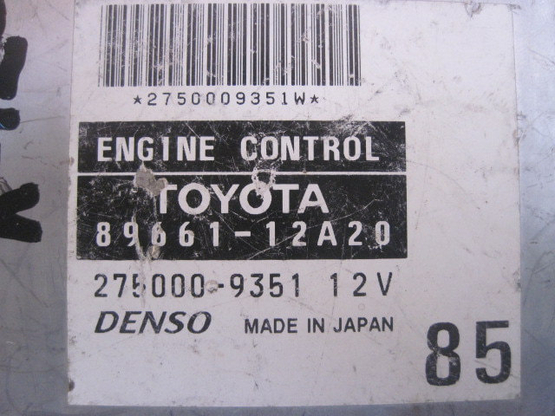 *2750009351W*
ENGINE CONTROL
TOYOTA
89661-12A20
275000-9351 12V
DENSO MADE IN JAPAN
85